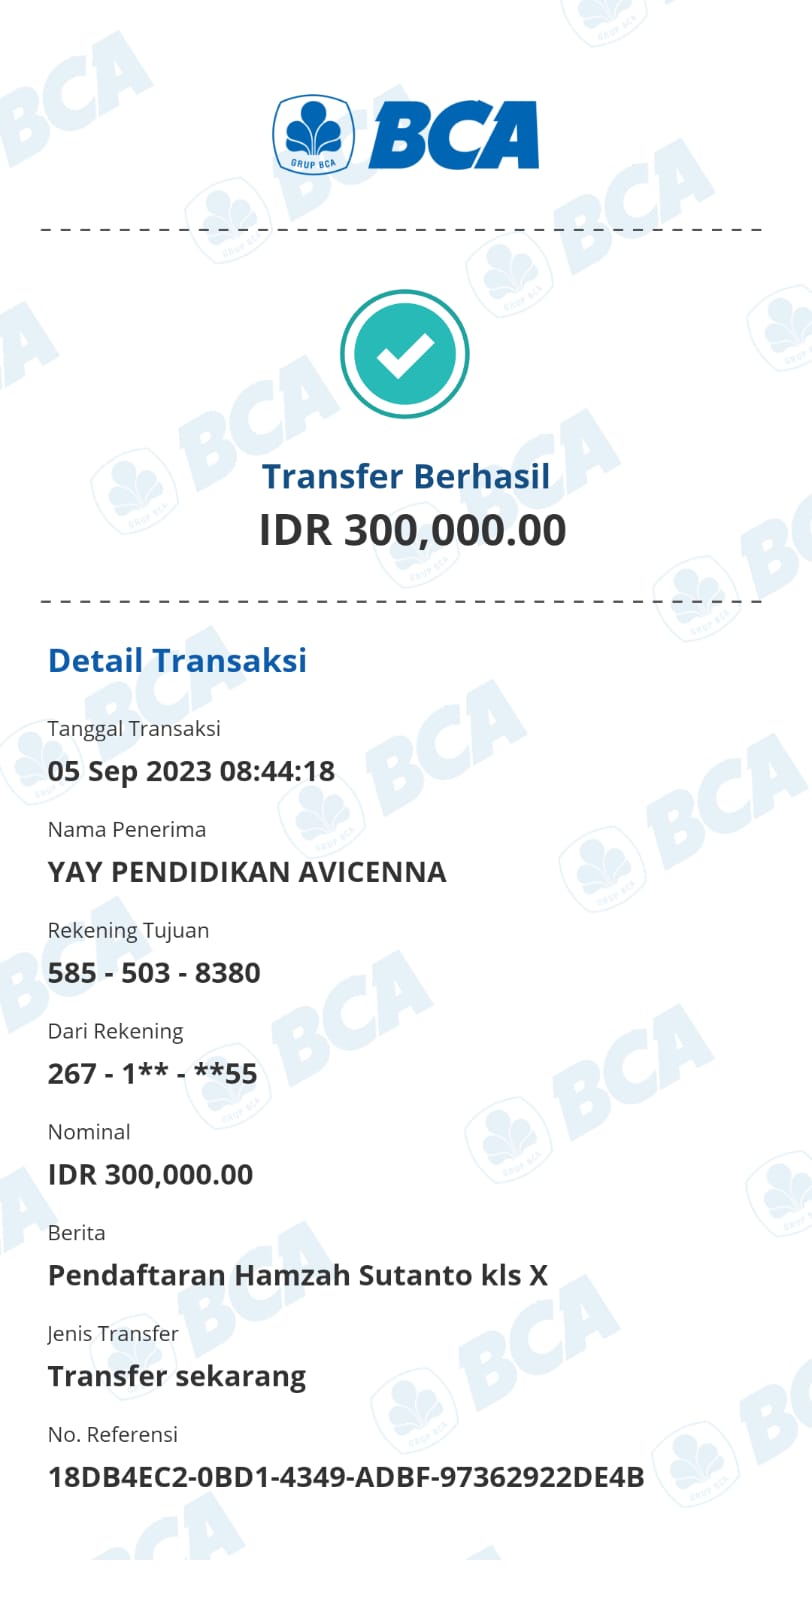 GRUP BCA
BCA
Transfer Berhasil
IDR 300,000.00
Detail Transaksi
Tanggal Transaksi
05 Sep 2023 08:44:18
Nama Penerima
YAY PENDIDIKAN AVICENNA
Rekening Tujuan
585 - 503 - 8380
Dari Rekening
267 - 1** - **55
Nominal
IDR 300,000.00
Berita
Pendaftaran Hamzah Sutanto kls X
Jenis Transfer
Transfer sekarang
No. Referensi
18DB4EC2-0BD1-4349-ADBF-97362922DE4B